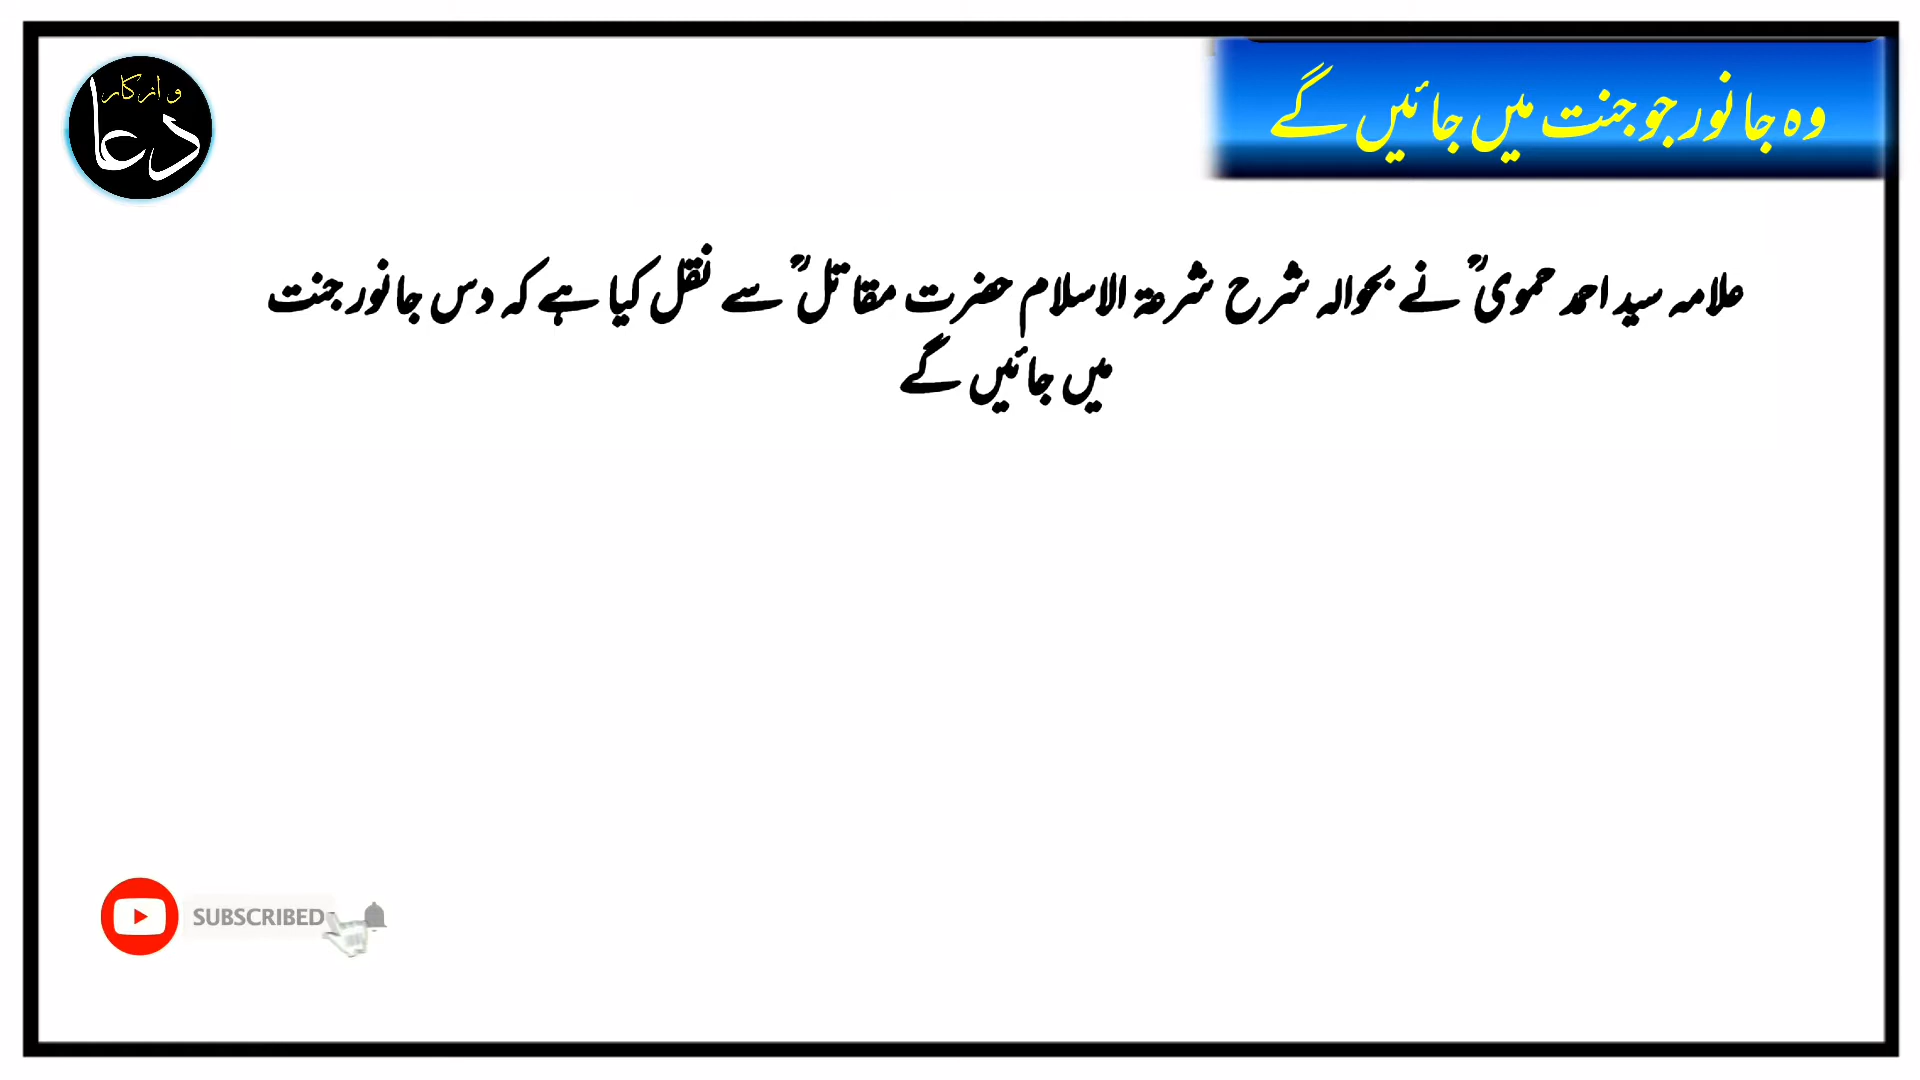 وہ جانور جو جنت میں جائیں گے
دعا
و ازکار
علامہ سید احمد حمویؒ نے بحوالہ شرح شرعۃ الاسلام حضرت مقاتلؒ سے نقل کیا ہے کہ دس جانور جنت
میں جائیں گے
SUBSCRIBED